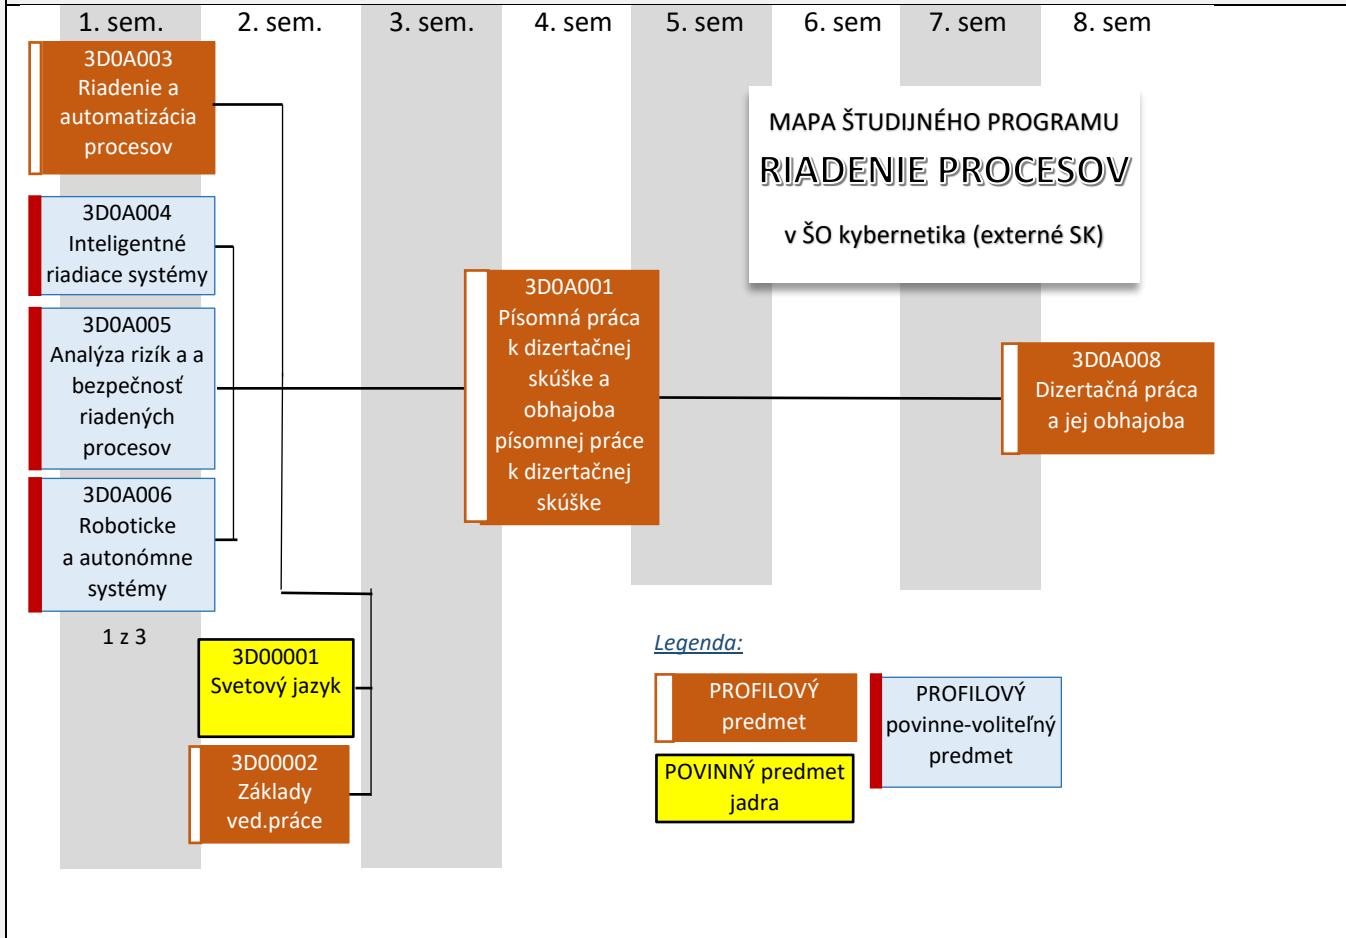 1. sem.
2. sem.
3. sem.
4. sem
5. sem
6. sem
7. sem
8. sem
3D0A003
Riadenie a
automatizácia
procesov
MAPA ŠTUDIJNÉHO PROGRAMU
RIADENIE PROCESOV
v ŠO kybernetika (externé SK)
3D0A004
Inteligentné
riadiace systémy
3D0A005
Analýza rizík a a
bezpečnosť
riadených
procesov
3D0A006
Roboticke
a autonómne
systémy
1 z 3
3D0A001
Písomná práca
k dizertačnej
skúške a
obhajoba
písomnej práce
k dizertačnej
skúške
3D0A008
Dizertačná práca
a jej obhajoba
3D00001
Svetový jazyk
3D00002
Základy
ved.práce
Legenda:
PROFILOVÝ
predmet
PROFILOVÝ
povinne-voliteľný
predmet
POVINNÝ predmet
jadra